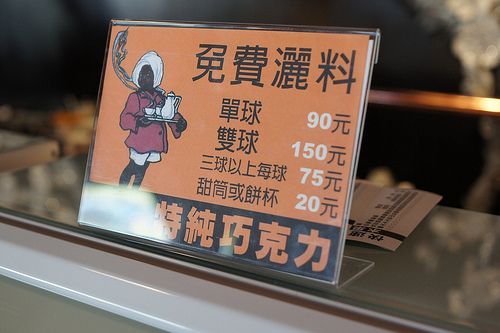 免費灑料
單球 90元
雙球 150元
三球以上每球 75元
甜筒或餅杯 20元
特純巧克力